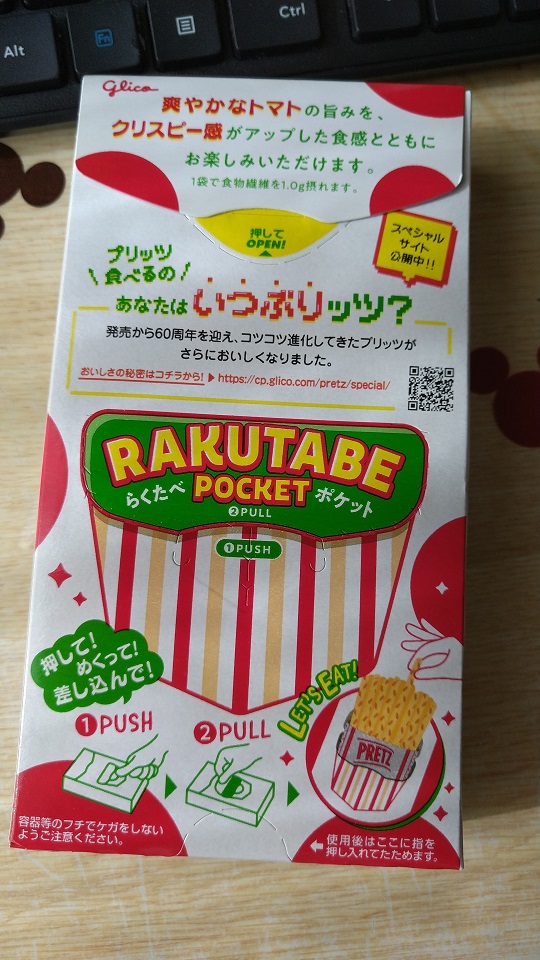 Alt
Fn
Ctrl
Glico
爽やかなトマトの旨みを、
クリスピー感がアップした食感とともに
お楽しみいただけます。
1袋で食物繊維を1.0g摂れます。
押して
OPEN!
スペシャル
サイト
公開中!!
プリッツ
食べるの
あなたはいつぷりッツ?
発売から60周年を迎え、コツコツ進化してきたプリッツが
さらにおいしくなりました。
おいしさの秘密はコチラから! ▶ https://cp.glico.com/pretz/special/
RAKUTABE
らくたべ POCKET ポケット
②PULL
①PUSH
押して!
めくって!
差し込んで!
①PUSH
②PULL
LET'S EAT!
PRETZ
容器等のフチでケガをしない
ようご注意ください。
←使用後はここに指を
押し入れてたためます。